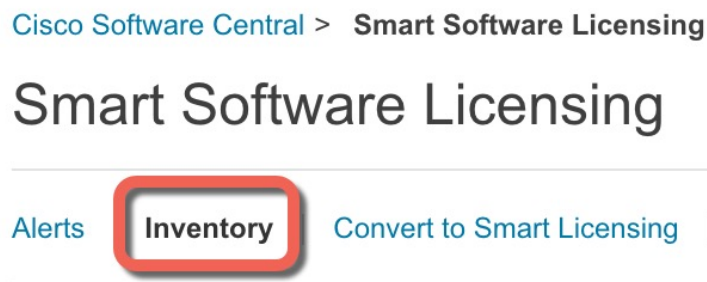 Cisco Software Central > Smart Software Licensing
Smart Software Licensing
Alerts Inventory Convert to Smart Licensing